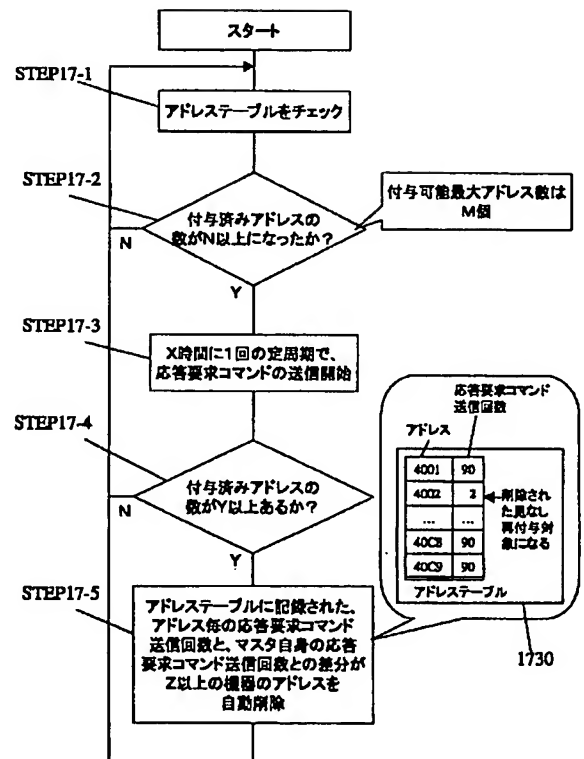 スタート
STEP17-1
アドレステーブルをチェック
STEP17-2
付与済みアドレスの
数がN以上になったか？
付与可能最大アドレス数は
M個
N
Y
STEP17-3
X時間に1回の定周期で、
応答要求コマンドの送信開始
STEP17-4
付与済みアドレスの
数がY以上あるか？
N
Y
応答要求コマンド
送信回数
アドレス
4001 90
4002 2
... ...
40C8 90
40C9 90
削除され
た見なし
再付与対
象になる
アドレステーブル
1730
STEP17-5
アドレステーブルに記録された、
アドレス毎の応答要求コマンド
送信回数と、マスタ自身の応答
要求コマンド送信回数との差分が
Z以上の機器のアドレスを
自動削除